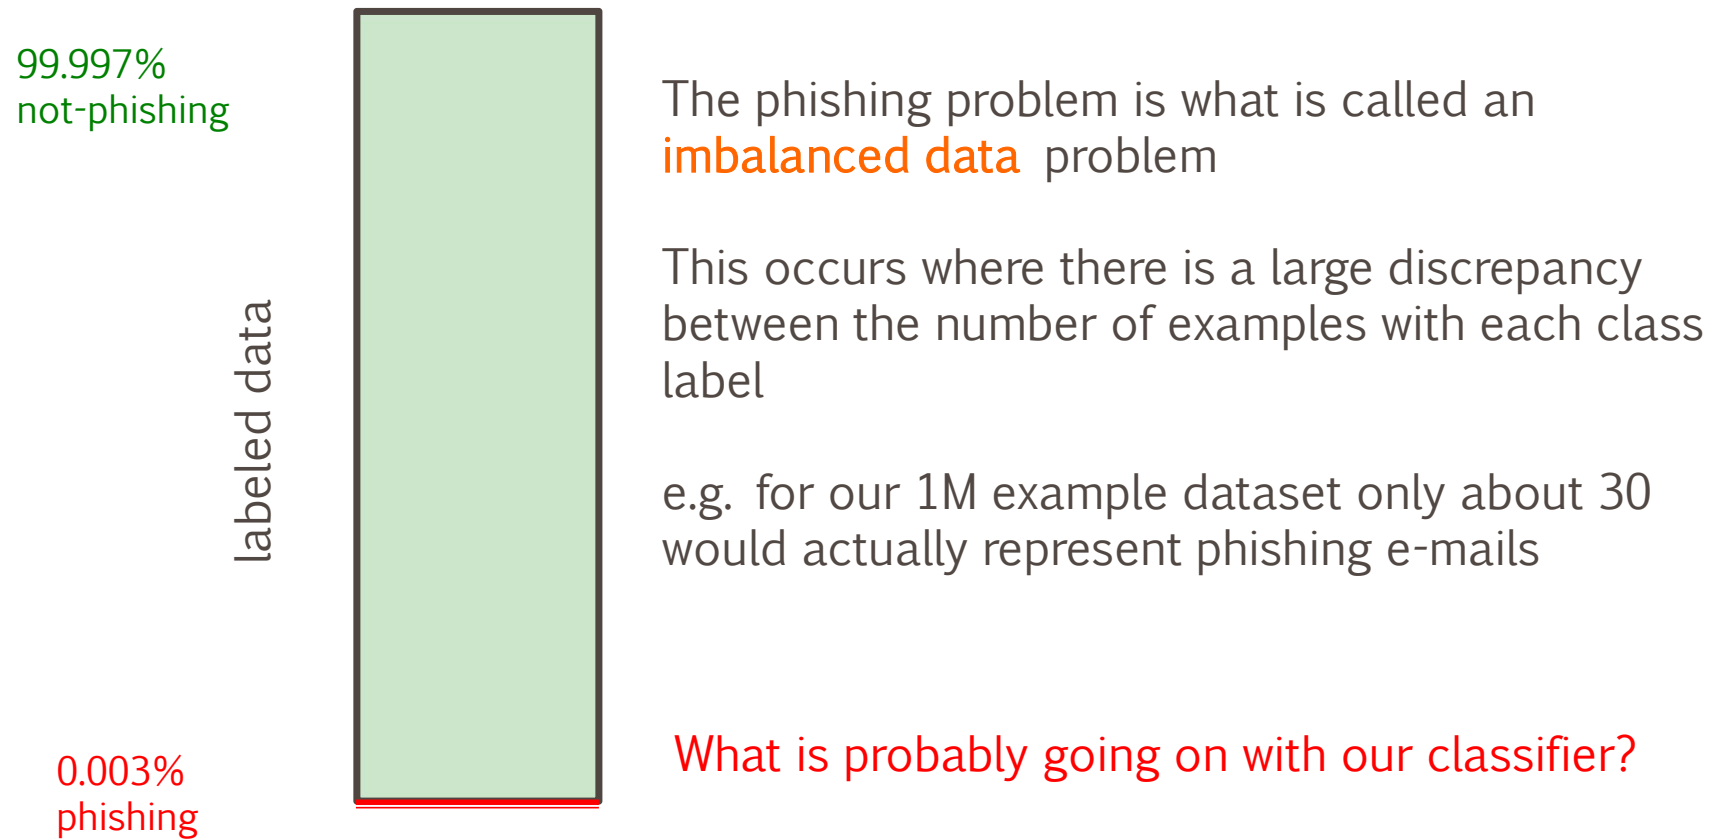 99.997%
not-phishing
labeled data
0.003%
phishing
The phishing problem is what is called an
imbalanced data problem
This occurs where there is a large discrepancy
between the number of examples with each class
label
e.g. for our 1M example dataset only about 30
would actually represent phishing e-mails
What is probably going on with our classifier?